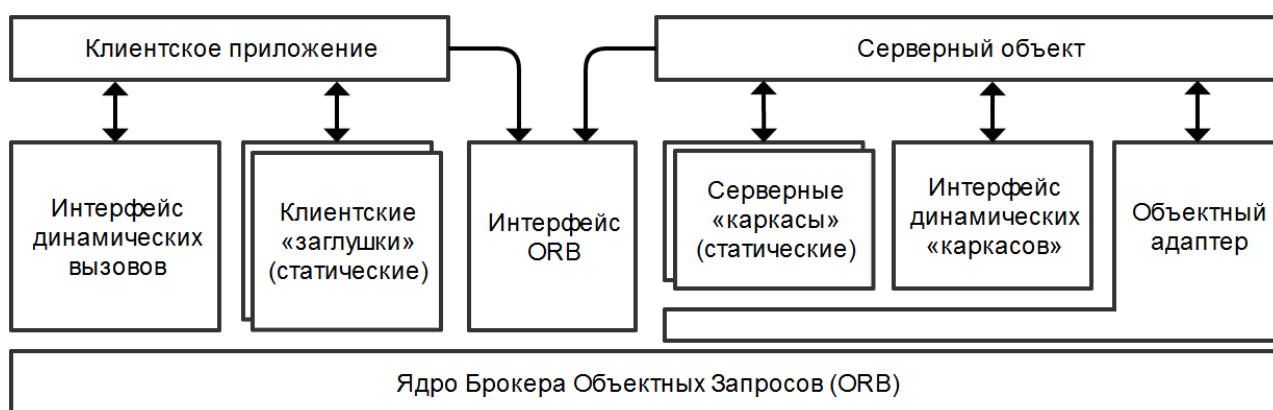 Клиентское приложение
Серверный объект
Интерфейс
динамических
вызовов
Клиентские
«заглушки»
(статические)
Интерфейс
ORB
Серверные
«каркасы»
(статические)
Интерфейс
динамических
«каркасов»
Объектный
адаптер
Ядро Брокера Объектных Запросов (ORB)